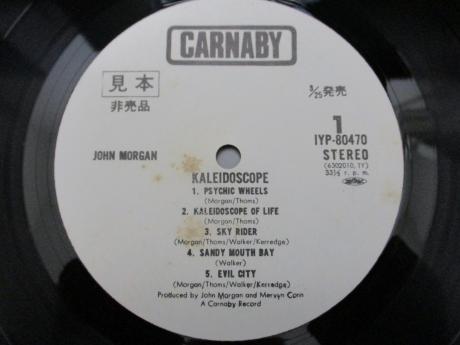 CARNABY
見本
非売品
3/25発売
1
IYP-80470
JOHN MORGAN
STEREO
(6302010, 1Y)
33⅓ r. p. m.
KALEIDOSCOPE
1. PSYCHIC WHEELS
(Morgan/Thoms)
2. KALEIDOSCOPE OF LIFE
(Morgan/Thoms)
3. SKY RIDER
(Morgan/Thoms/Walker/Kerredge)
4. SANDY MOUTH BAY
(Walker)
5. EVIL CITY
(Morgan/Thoms/Walker/Kerredge)
Produced by John Morgan and Mervyn Conn
A Carnaby Record